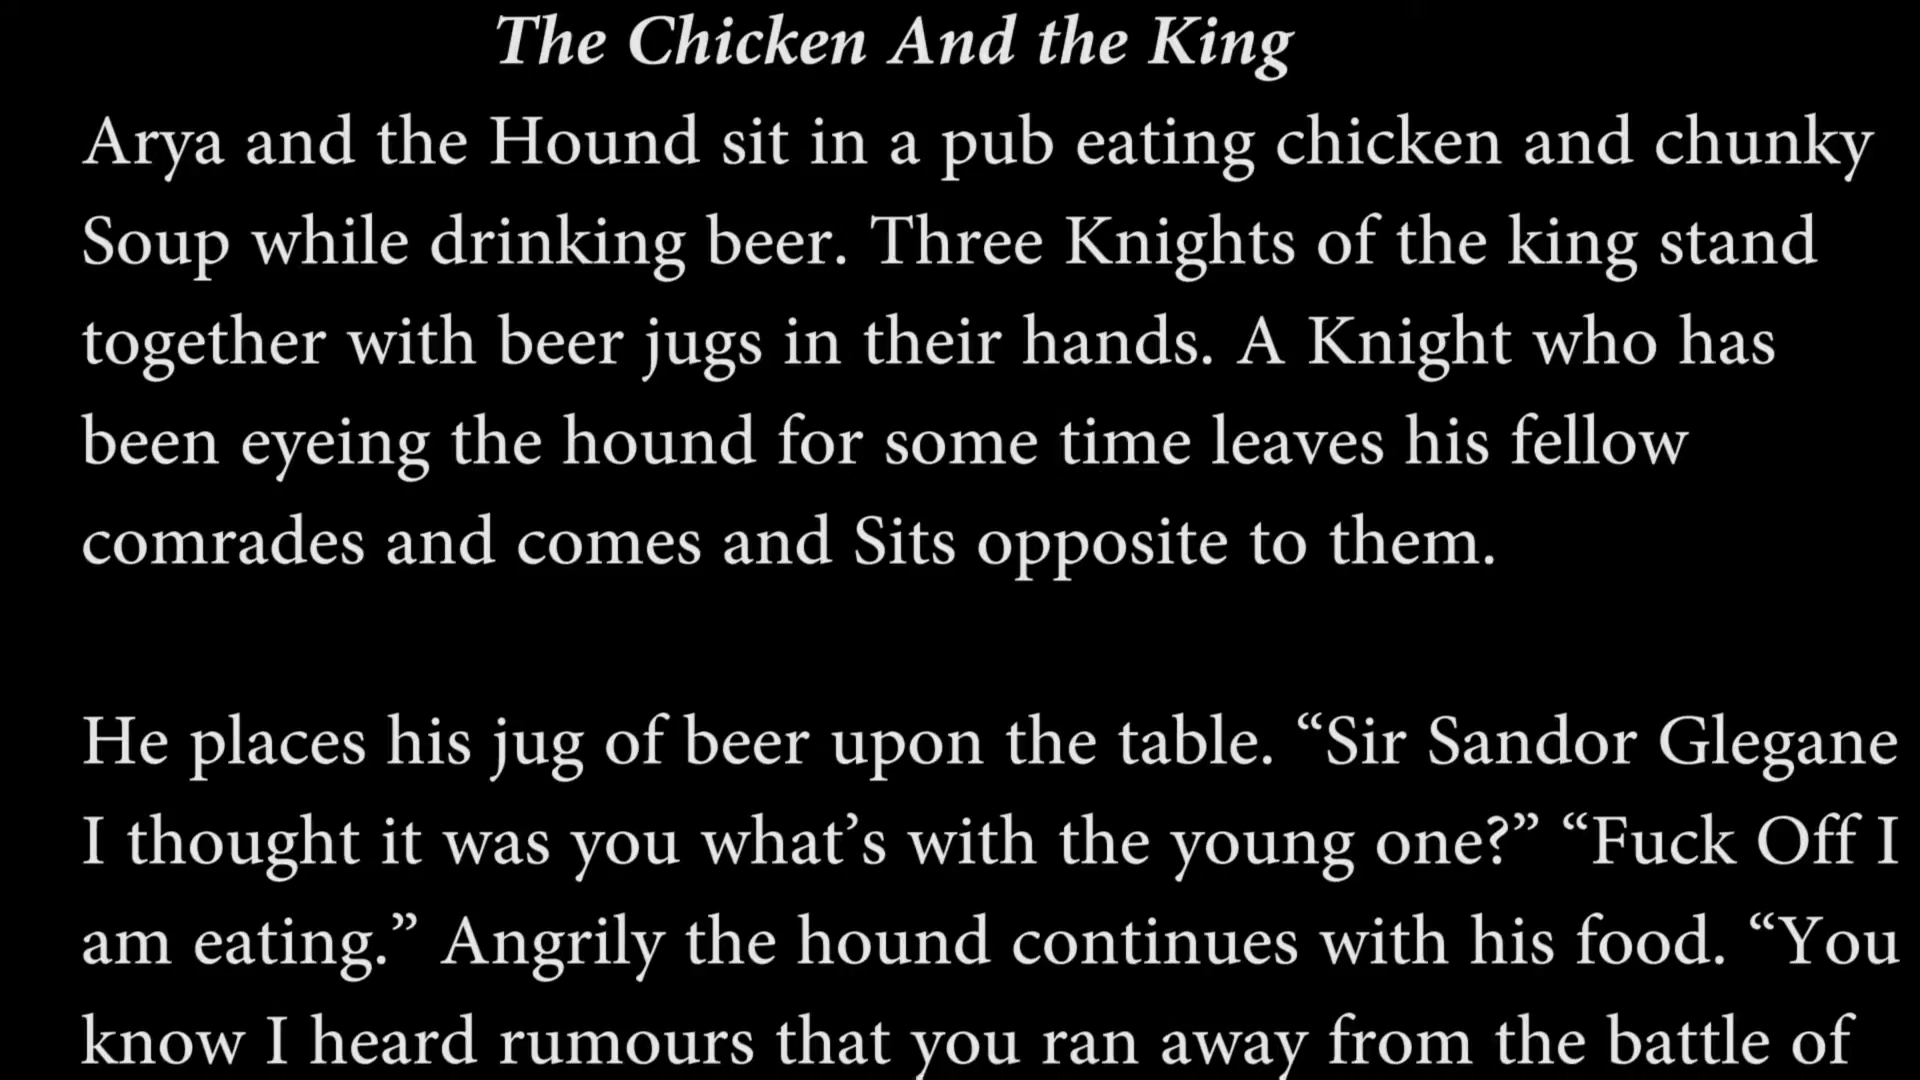 The Chicken And the King
Arya and the Hound sit in a pub eating chicken and chunky
Soup while drinking beer. Three Knights of the king stand
together with beer jugs in their hands. A Knight who has
been eyeing the hound for some time leaves his fellow
comrades and comes and Sits opposite to them.
He places his jug of beer upon the table. “Sir Sandor Glegane
I thought it was you what’s with the young one?” “Fuck Off I
am eating.” Angrily the hound continues with his food. “You
know I heard rumours that you ran away from the battle of